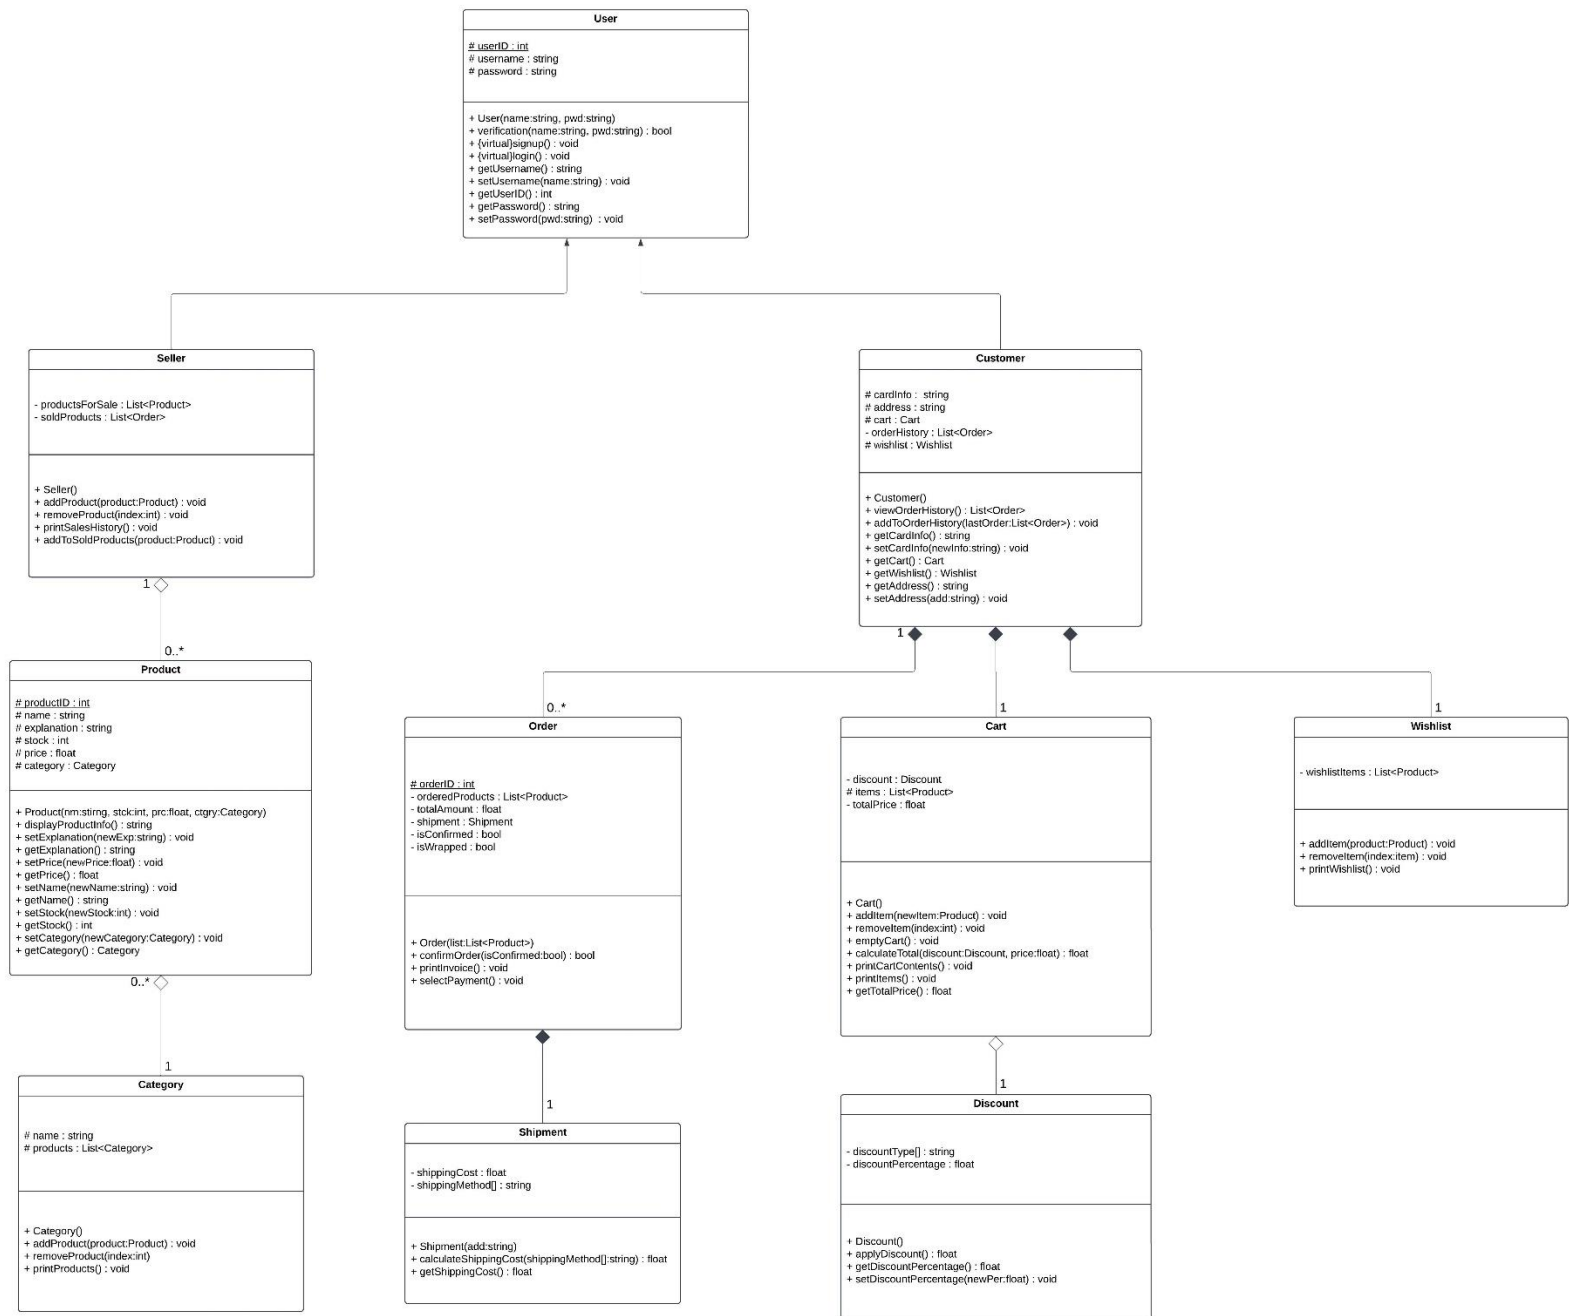 User
# userID : int
# username : string
# password : string
+ User(name:string, pwd:string)
+ verification(name:string, pwd:string) : bool
+ {virtual}signup() : void
+ {virtual}login() : void
+ getUsername() : string
+ setUsername(name:string) : void
+ getUserID() : int
+ getPassword() : string
+ setPassword(pwd:string) : void
Seller
- productsForSale : List<Product>
- soldProducts : List<Order>
+ Seller()
+ addProduct(product:Product) : void
+ removeProduct(index:int) : void
+ printSalesHistory() : void
+ addToSoldProducts(product:Product) : void
1
0..*
Customer
# cardInfo : string
# address : string
# cart : Cart
- orderHistory : List<Order>
# wishlist : Wishlist
+ Customer()
+ viewOrderHistory() : List<Order>
+ addToOrderHistory(lastOrder:List<Order>) : void
+ getCardInfo() : string
+ setCardInfo(newInfo:string) : void
+ getCart() : Cart
+ getWishlist() : Wishlist
+ getAddress() : string
+ setAddress(add:string) : void
1
0..*
1
1
Product
# productID : int
# name : string
# explanation : string
# stock : int
# price : float
# category : Category
+ Product(nm:stirng, stck:int, prc:float, ctgry:Category)
+ displayProductInfo() : string
+ setExplanation(newExp:string) : void
+ getExplanation() : string
+ setPrice(newPrice:float) : void
+ getPrice() : float
+ setName(newName:string) : void
+ getName() : string
+ setStock(newStock:int) : void
+ getStock() : int
+ setCategory(newCategory:Category) : void
+ getCategory() : Category
0..*
1
Order
# orderID : int
- orderedProducts : List<Product>
- totalAmount : float
- shipment : Shipment
- isConfirmed : bool
- isWrapped : bool
+ Order(list:List<Product>)
+ confirmOrder(isConfirmed:bool) : bool
+ printInvoice() : void
+ selectPayment() : void
1
Cart
- discount : Discount
# items : List<Product>
- totalPrice : float
+ Cart()
+ addItem(newItem:Product) : void
+ removeItem(index:int) : void
+ emptyCart() : void
+ calculateTotal(discount:Discount, price:float) : float
+ printCartContents() : void
+ printItems() : void
+ getTotalPrice() : float
1
Wishlist
- wishlistItems : List<Product>
+ addItem(product:Product) : void
+ removeItem(index:item) : void
+ printWishlist() : void
Category
# name : string
# products : List<Category>
+ Category()
+ addProduct(product:Product) : void
+ removeProduct(index:int)
+ printProducts() : void
Shipment
- shippingCost : float
- shippingMethod[] : string
+ Shipment(add:string)
+ calculateShippingCost(shippingMethod[]:string) : float
+ getShippingCost() : float
Discount
- discountType[] : string
- discountPercentage : float
+ Discount()
+ applyDiscount() : float
+ getDiscountPercentage() : float
+ setDiscountPercentage(newPer:float) : void